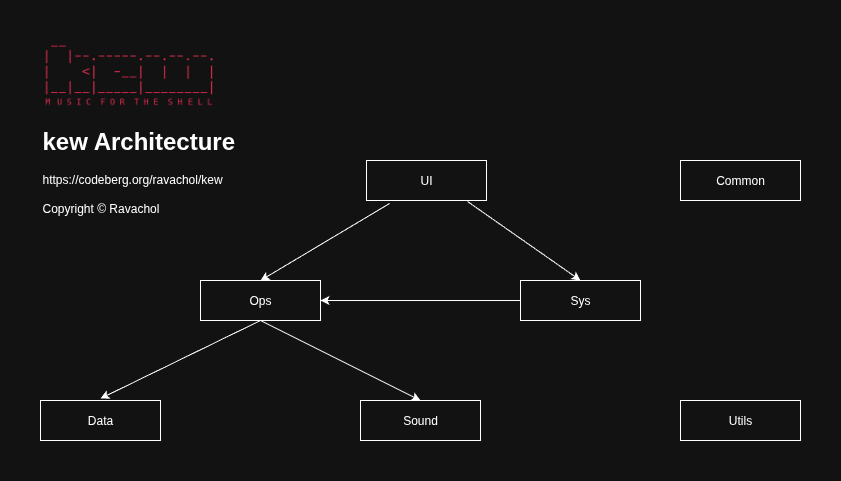 MUSIC FOR THE SHELL
kew Architecture
https://codeberg.org/ravachol/kew
Copyright © Ravachol
UI
Common
Ops
Sys
Data
Sound
Utils